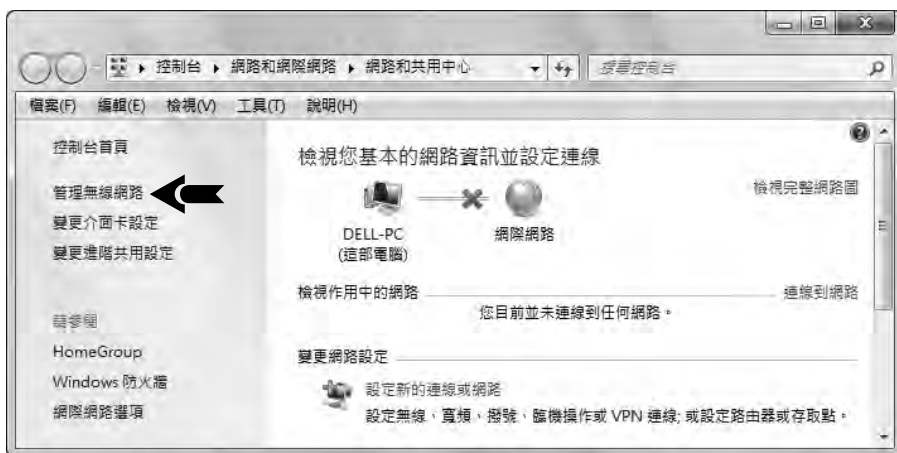 控制台 ▸ 網路和網際網路 ▸ 網路和共用中心
搜尋控制台
檔案(F) 編輯(E) 檢視(V) 工具(T) 說明(H)
控制台首頁
管理無線網路
變更介面卡設定
變更進階共用設定
請參閱
HomeGroup
Windows 防火牆
網際網路選項
檢視您基本的網路資訊並設定連線
檢視完整網路圖
DELL-PC
(這部電腦)
網際網路
檢視作用中的網路
連線到網路
您目前並未連線到任何網路。
變更網路設定
設定新的連線或網路
設定無線、寬頻、撥號、臨機操作或 VPN 連線; 或設定路由器或存取點。